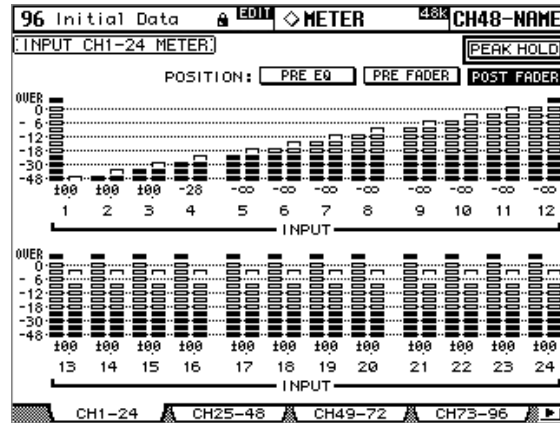 96 Initial Data EDIT ◇METER 48k CH48-NAME
INPUT CH1-24 METER PEAK HOLD
POSITION: PRE EQ PRE FADER POST FADER
OVER
0
- 6
-12
-18
-30
-48
±00 ±00 ±00 -28 -∞ -∞ -∞ -∞ -∞ -∞ -∞ -∞
1 2 3 4 5 6 7 8 9 10 11 12
INPUT
OVER
0
- 6
-12
-18
-30
-48
±00 ±00 ±00 ±00 ±00 ±00 ±00 ±00 ±00 ±00 ±00 ±00
13 14 15 16 17 18 19 20 21 22 23 24
INPUT
CH1-24 CH25-48 CH49-72 CH73-96